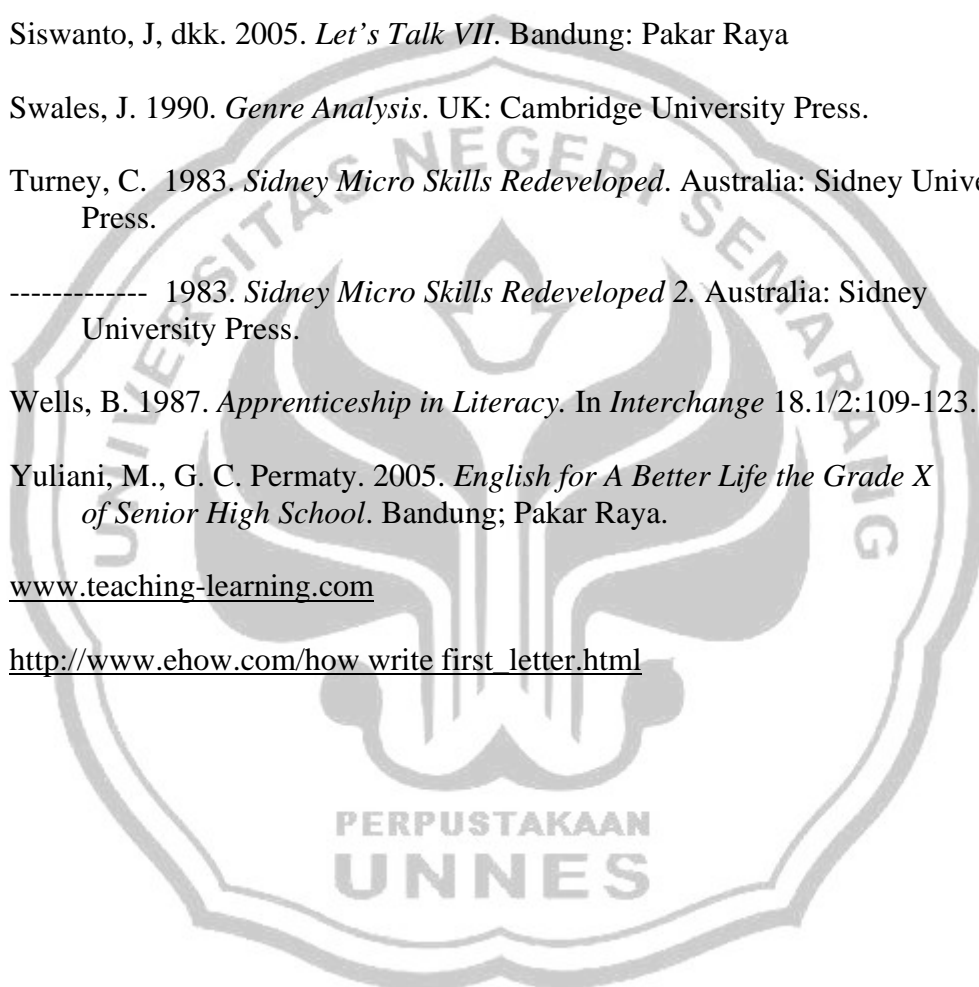 Siswanto, J, dkk. 2005. Let’s Talk VII. Bandung: Pakar Raya
Swales, J. 1990. Genre Analysis. UK: Cambridge University Press.
Turney, C. 1983. Sidney Micro Skills Redeveloped. Australia: Sidney
Press.
------------- 1983. Sidney Micro Skills Redeveloped 2. Australia: Sidney
University Press.
Wells, B. 1987. Apprenticeship in Literacy. In Interchange 18.1/2:109-123.
Yuliani, M., G. C. Permaty. 2005. English for A Better Life the Grade X
of Senior High School. Bandung; Pakar Raya.
www.teaching-learning.com
http://www.ehow.com/how write first_letter.html
UNIVERSITAS NEGERI SEMARANG
PERPUSTAKAAN
UNNES